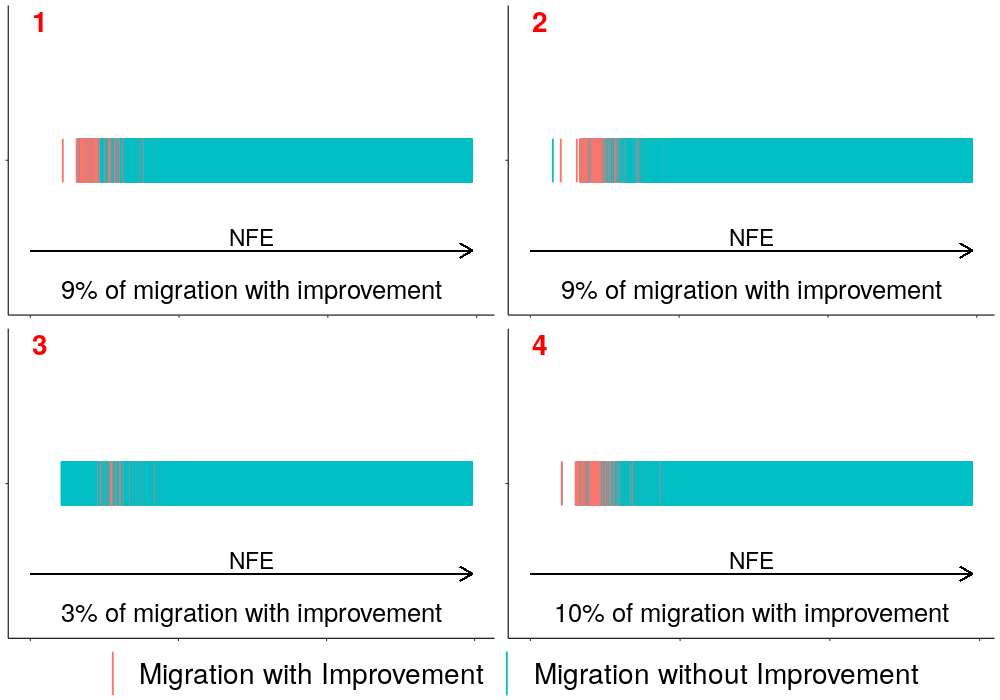 1
NFE
9% of migration with improvement
2
NFE
9% of migration with improvement
3
NFE
3% of migration with improvement
4
NFE
10% of migration with improvement
Migration with Improvement
Migration without Improvement